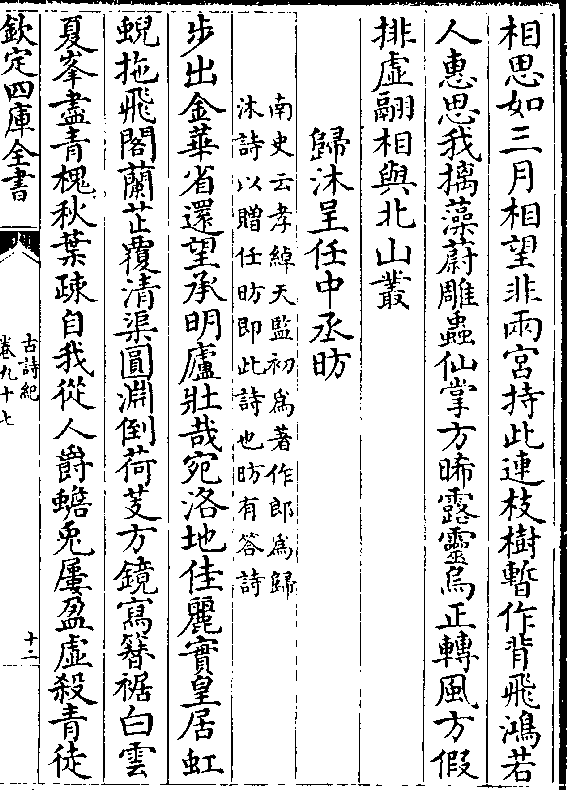 相思如三月相望非兩宮持此連枝樹暫作背飛鴻若
人惠思我摛藻蔚雕蟲仙掌方晞露靈烏正轉風方假
排虛翮相與北山叢
歸沐呈任中丞昉
南史云孝綽天監初為著作郎為歸
沐詩以贈任昉即此詩也昉有答詩
步出金華省還望承明廬壯哉宛洛地佳麗實皇居虹
蜺拖飛閣蘭芷覆清渠圓淵倒荷芰方鏡寫簪裾白雲
夏峯盡青槐秋葉疎自我從人爵蟾兎屢盈虛殺青徒
欽定四庫全書
古詩紀
卷九十七
十二